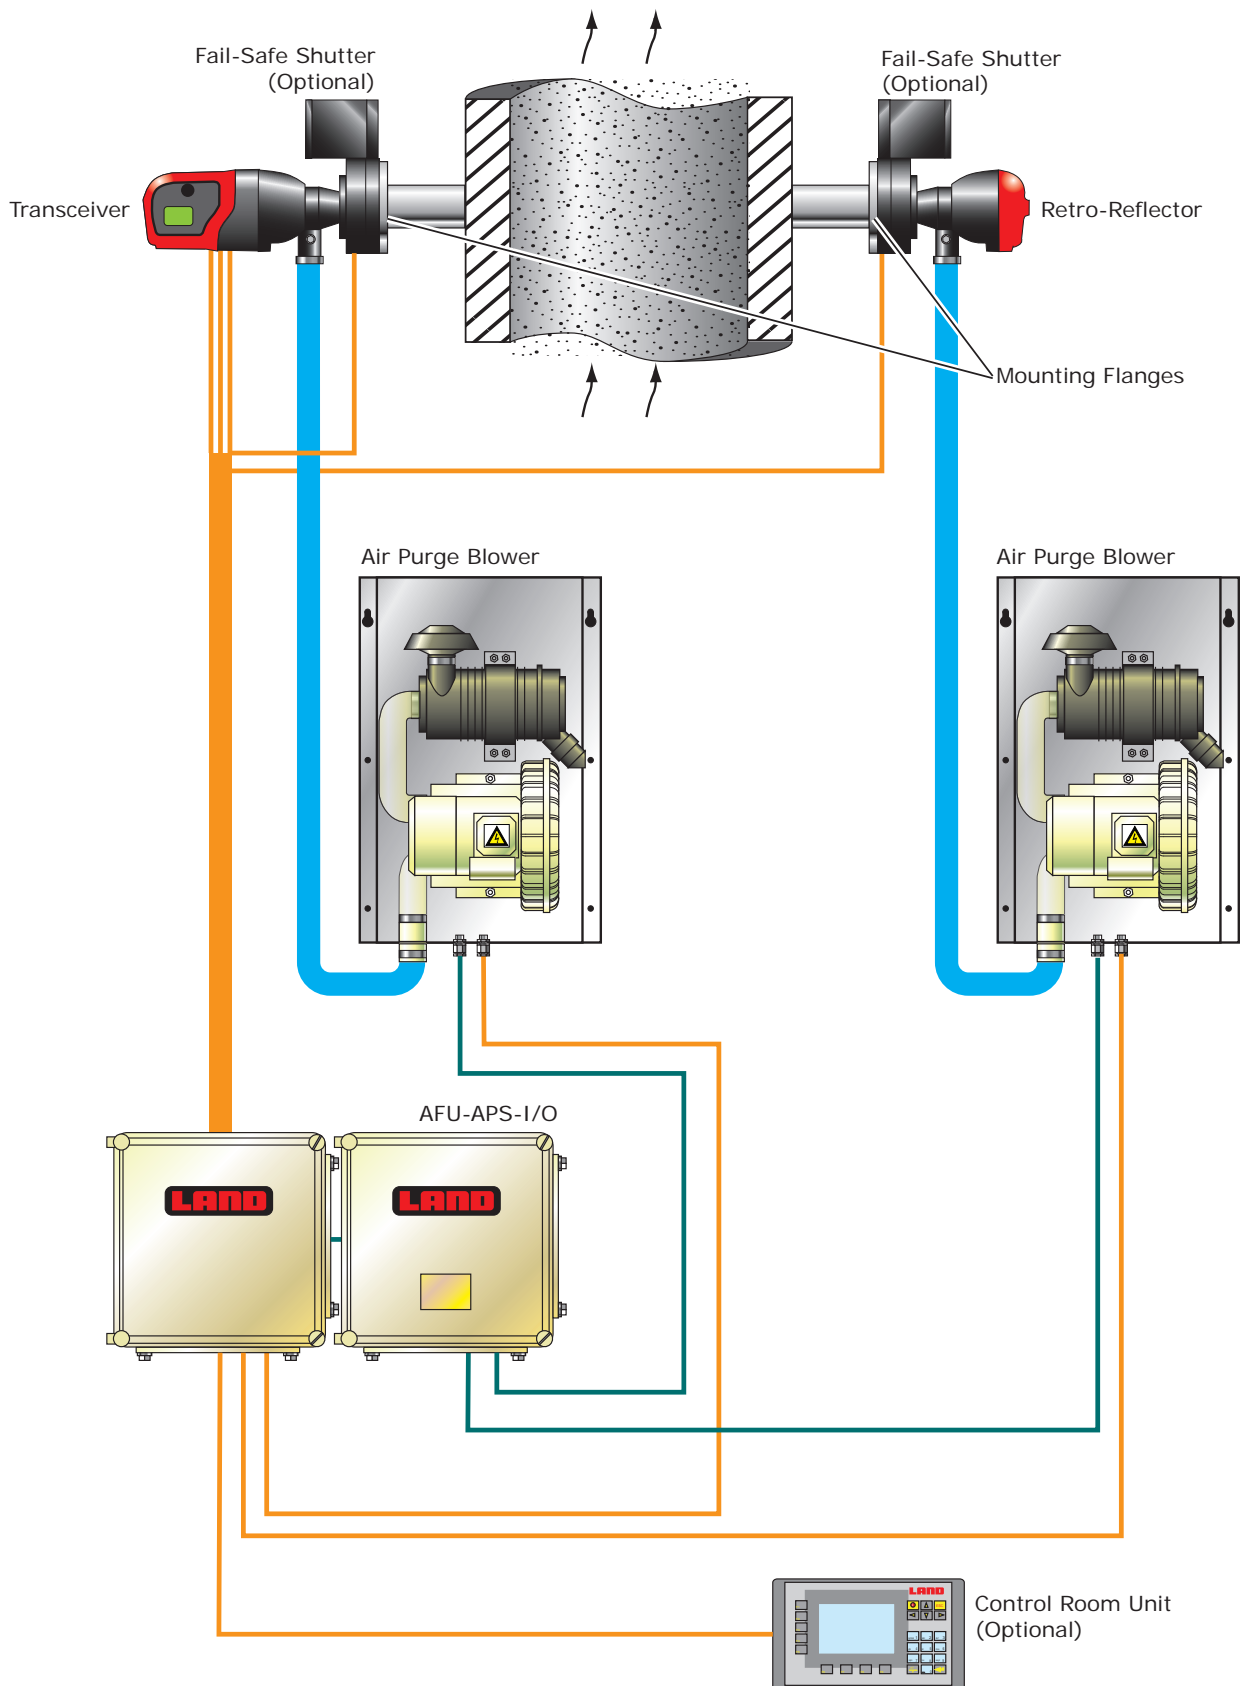 Fail-Safe Shutter
(Optional)
Fail-Safe Shutter
(Optional)
Transceiver
Retro-Reflector
Mounting Flanges
Air Purge Blower
Air Purge Blower
AFU-APS-I/O
LAND
LAND
LAND
Control Room Unit
(Optional)